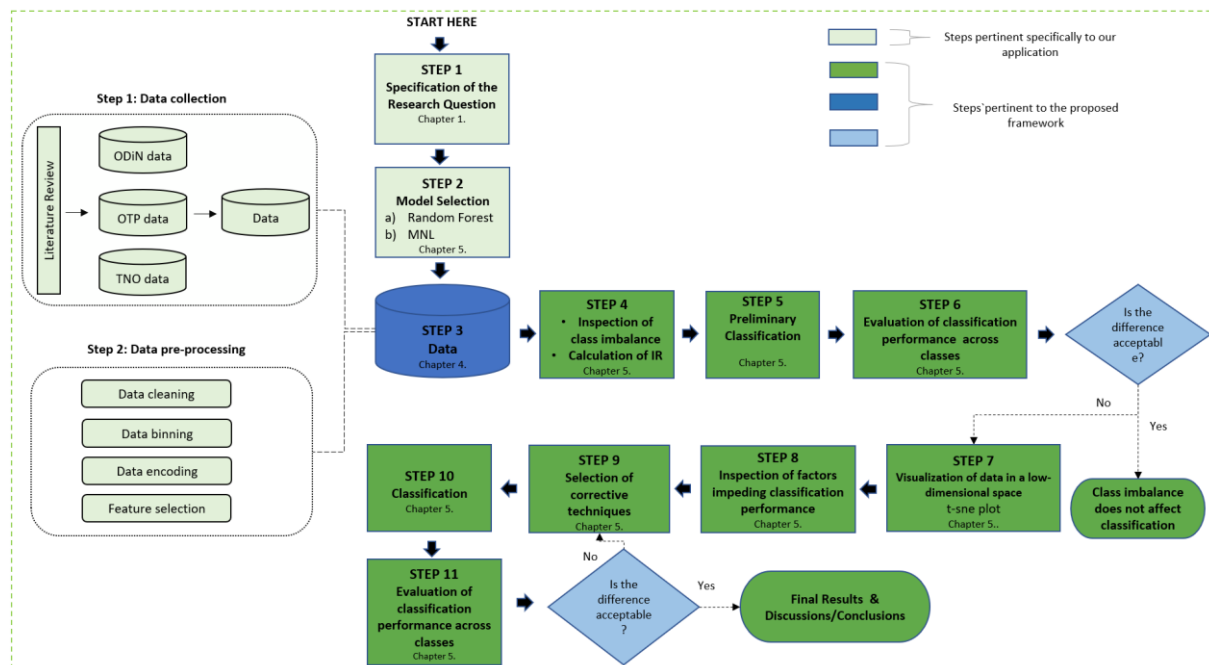 START HERE
STEP 1
Specification of the
Research Question
Chapter 1.
STEP 2
Model Selection
a) Random Forest
b) MNL
Chapter 5.
Steps pertinent specifically to our
application
Steps`pertinent to the proposed
framework
Step 1: Data collection
Literature Review
ODiN data
OTP data
TNO data
Data
Step 2: Data pre-processing
Data cleaning
Data binning
Data encoding
Feature selection
STEP 3
Data
Chapter 4.
STEP 4
• Inspection of
class imbalance
• Calculation of IR
Chapter 5.
STEP 5
Preliminary
Classification
Chapter 5.
STEP 6
Evaluation of classification
performance across
classes
Chapter 5.
Is the
difference
acceptabl
e?
No
Yes
STEP 7
Visualization of data in a low-
dimensional space
t-sne plot
Chapter 5..
Class imbalance
does not affect
classification
STEP 8
Inspection of factors
impeding classification
performance
Chapter 5.
STEP 9
Selection of
corrective
techniques
Chapter 5.
STEP 10
Classification
Chapter 5.
STEP 11
Evaluation of
classification
performance across
classes
Chapter 5.
No
Is the
difference
acceptable
?
Yes
Final Results &
Discussions/Conclusions